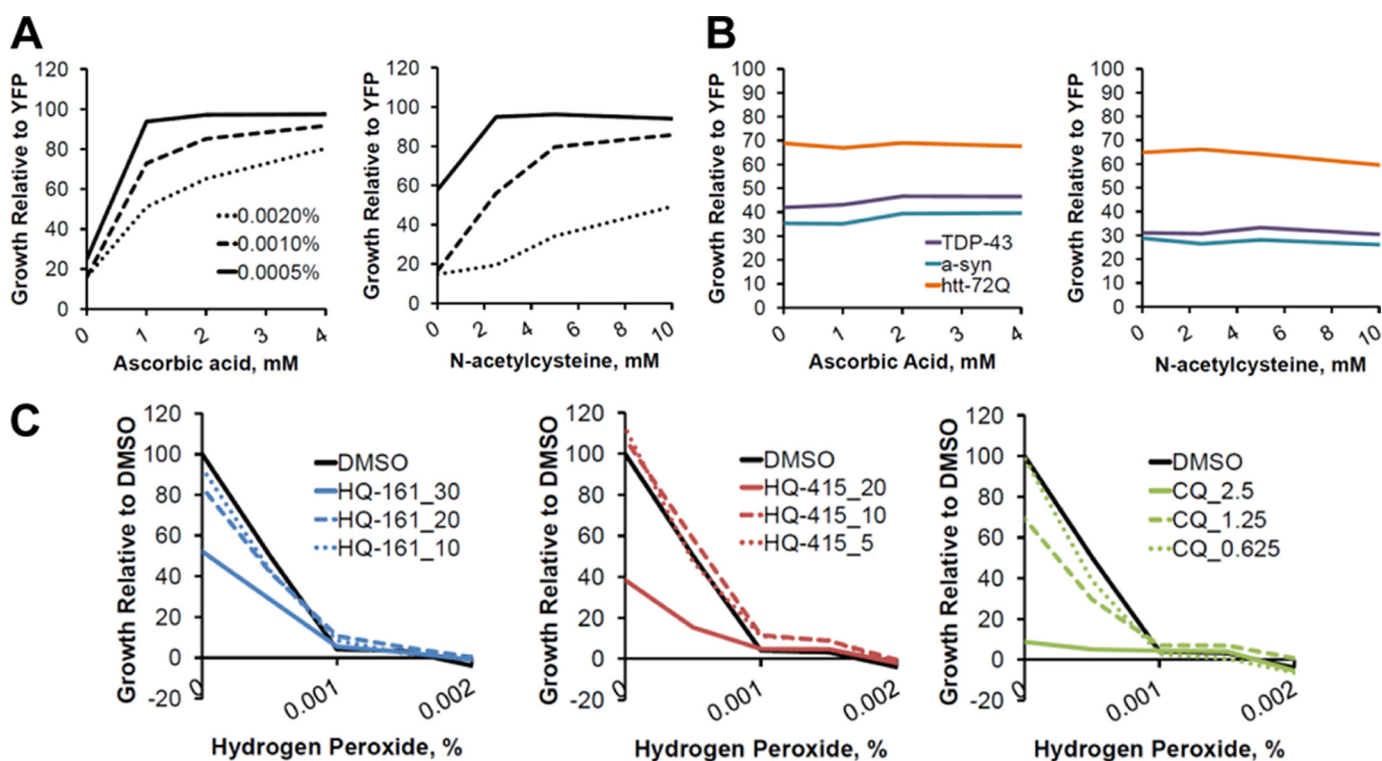 A
Growth Relative to YFP
120
100
80
60
40
20
0
0.0020%
0.0010%
0.0005%
0 1 2 3 4
Ascorbic acid, mM
Growth Relative to YFP
120
100
80
60
40
20
0
0 2 4 6 8 10
N-acetylcysteine, mM
B
Growth Relative to YFP
100
90
80
70
60
50
40
30
20
10
0
TDP-43
a-syn
htt-72Q
0 1 2 3 4
Ascorbic Acid, mM
Growth Relative to YFP
100
90
80
70
60
50
40
30
20
10
0
0 2 4 6 8 10
N-acetylcysteine, mM
C
Growth Relative to DMSO
120
100
80
60
40
20
0
-20
DMSO
HQ-161_30
HQ-161_20
HQ-161_10
0 0.001 0.002
Hydrogen Peroxide, %
Growth Relative to DMSO
120
100
80
60
40
20
0
-20
DMSO
HQ-415_20
HQ-415_10
HQ-415_5
0 0.001 0.002
Hydrogen Peroxide, %
Growth Relative to DMSO
120
100
80
60
40
20
0
-20
DMSO
CQ_2.5
CQ_1.25
CQ_0.625
0 0.001 0.002
Hydrogen Peroxide, %